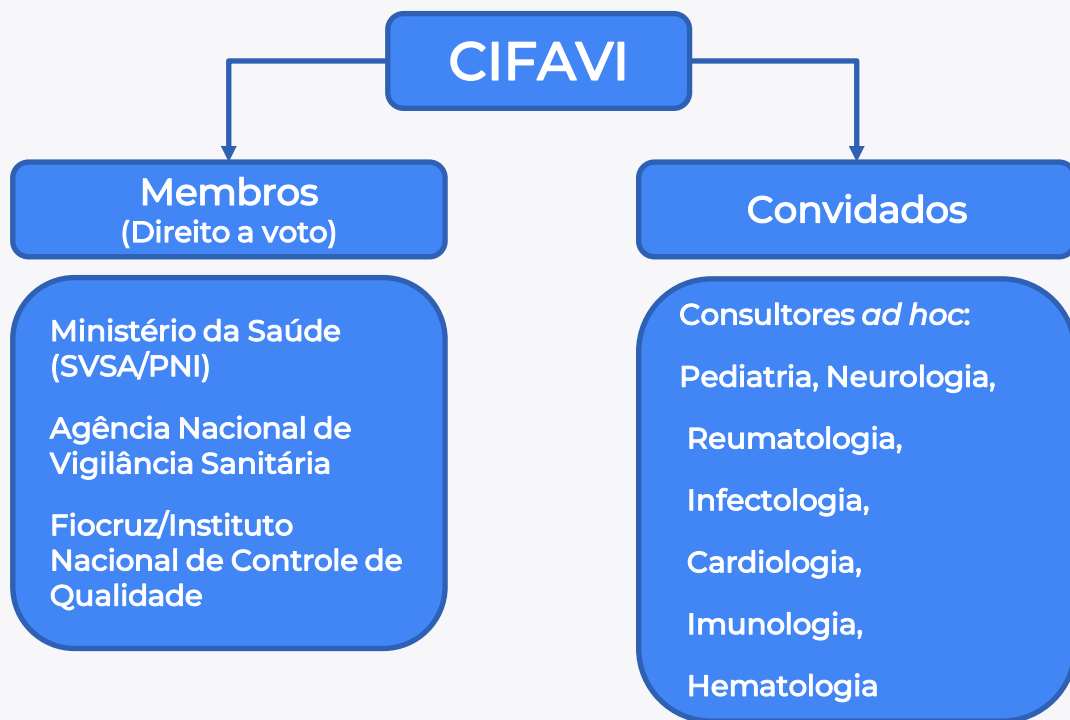 CIFAVI
Membros
(Direito a voto)
Ministério da Saúde
(SVSA/PNI)
Agência Nacional de
Vigilância Sanitária
Fiocruz/Instituto
Nacional de Controle de
Qualidade
Convidados
Consultores ad hoc:
Pediatria, Neurologia,
Reumatologia,
Infectologia,
Cardiologia,
Imunologia,
Hematologia